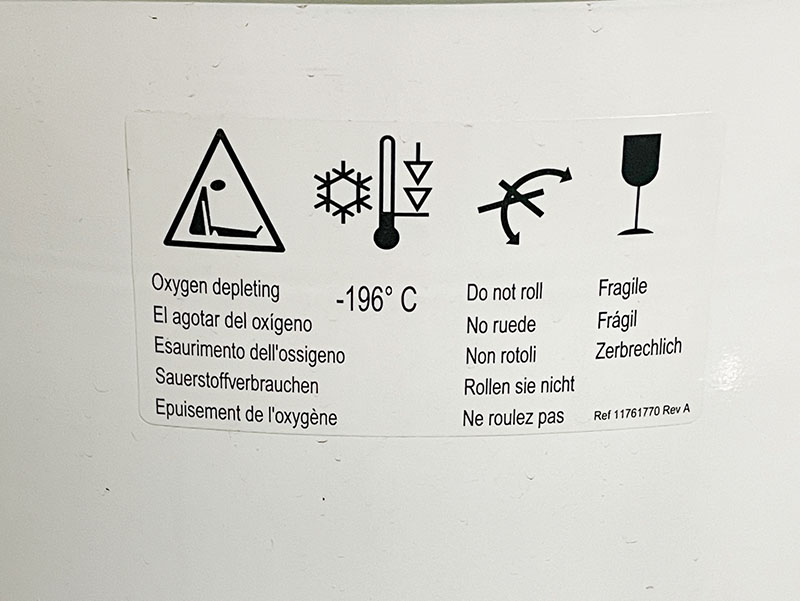 Oxygen depleting
El agotar del oxígeno
Esaurimento dell'ossigeno
Sauerstoffverbrauchen
Epuisement de l'oxygène
-196° C
Do not roll
No ruede
Non rotoli
Rollen sie nicht
Ne roulez pas
Fragile
Frágil
Zerbrechlich
Ref 11761770 Rev A